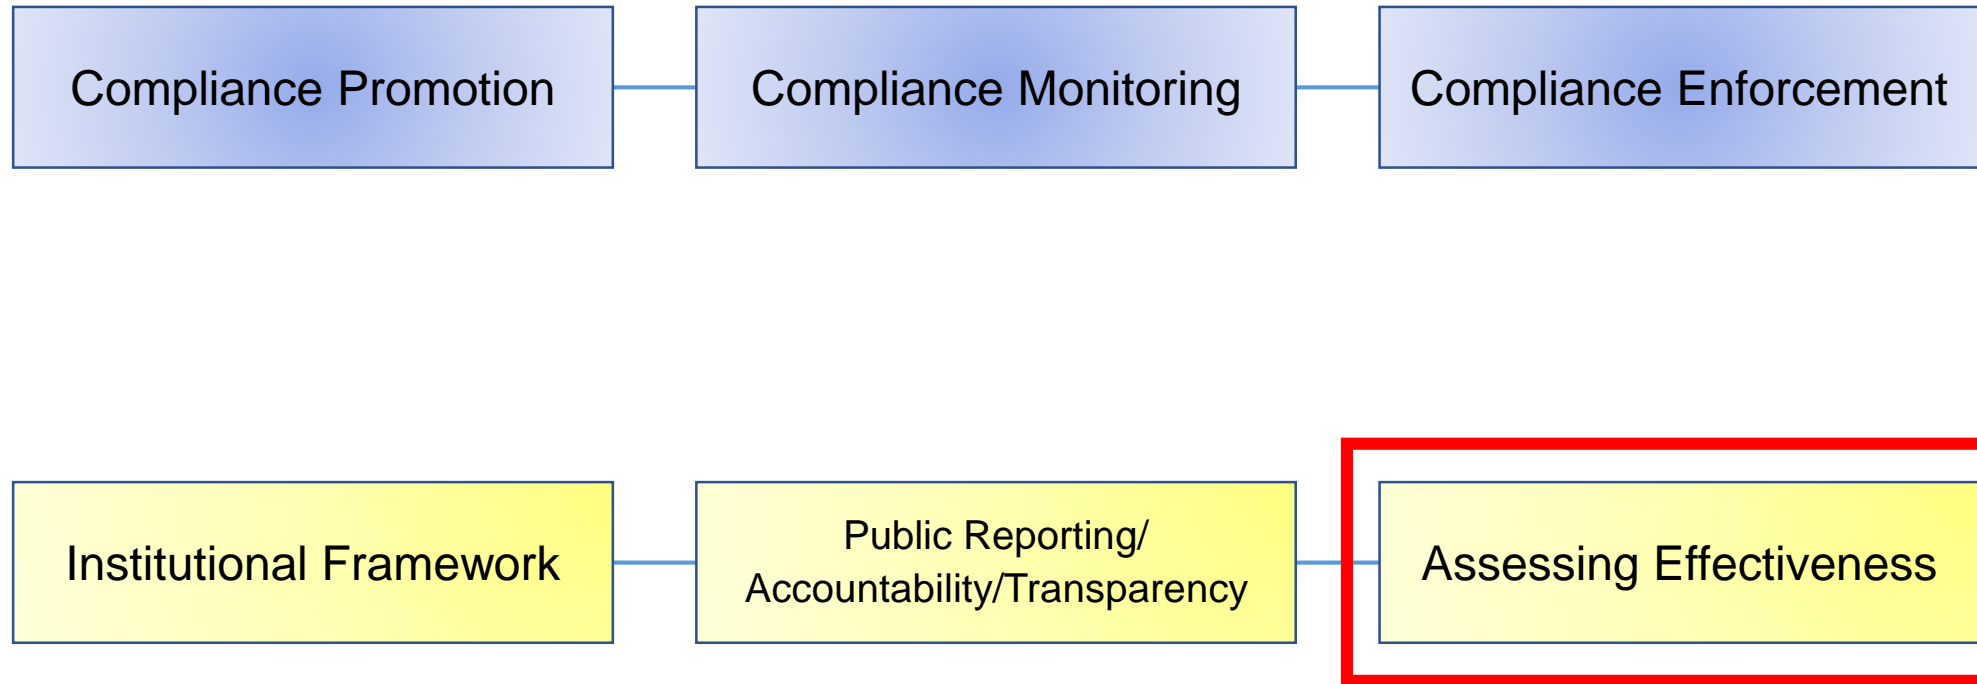 Compliance Promotion
Compliance Monitoring
Compliance Enforcement
Institutional Framework
Public Reporting/
Accountability/Transparency
Assessing Effectiveness